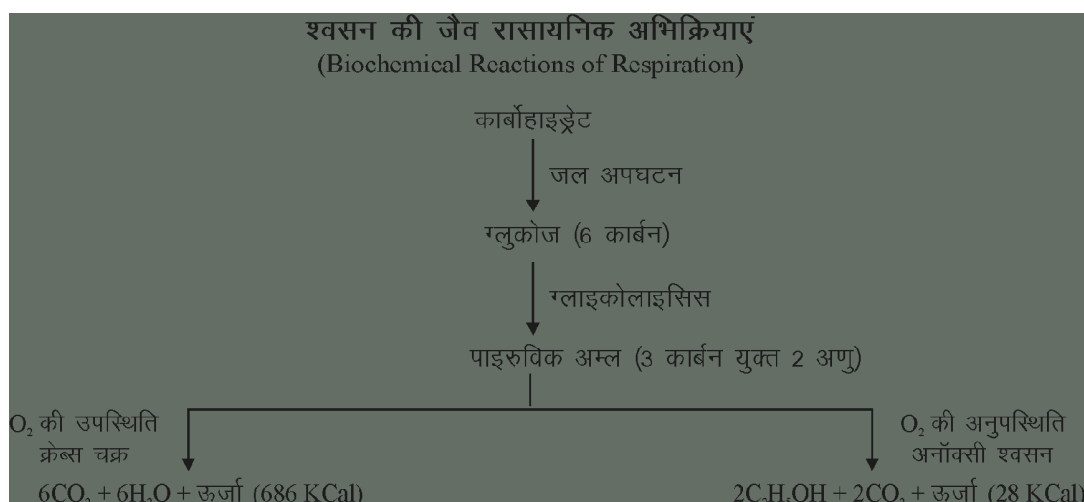 श्वसन की जैव रासायनिक अभिक्रियाएं
(Biochemical Reactions of Respiration)
कार्बोहाइड्रेट
जल अपघटन
ग्लुकोज (6 कार्बन)
ग्लाइकोलाइसिस
पाइरुविक अम्ल (3 कार्बन युक्त 2 अणु)
O₂ की उपस्थिति
क्रेब्स चक्र
6CO₂ + 6H₂O + ऊर्जा (686 KCal)
O₂ की अनुपस्थिति
अनॉक्सी श्वसन
2C₂H₅OH + 2CO₂ + ऊर्जा (28 KCal)